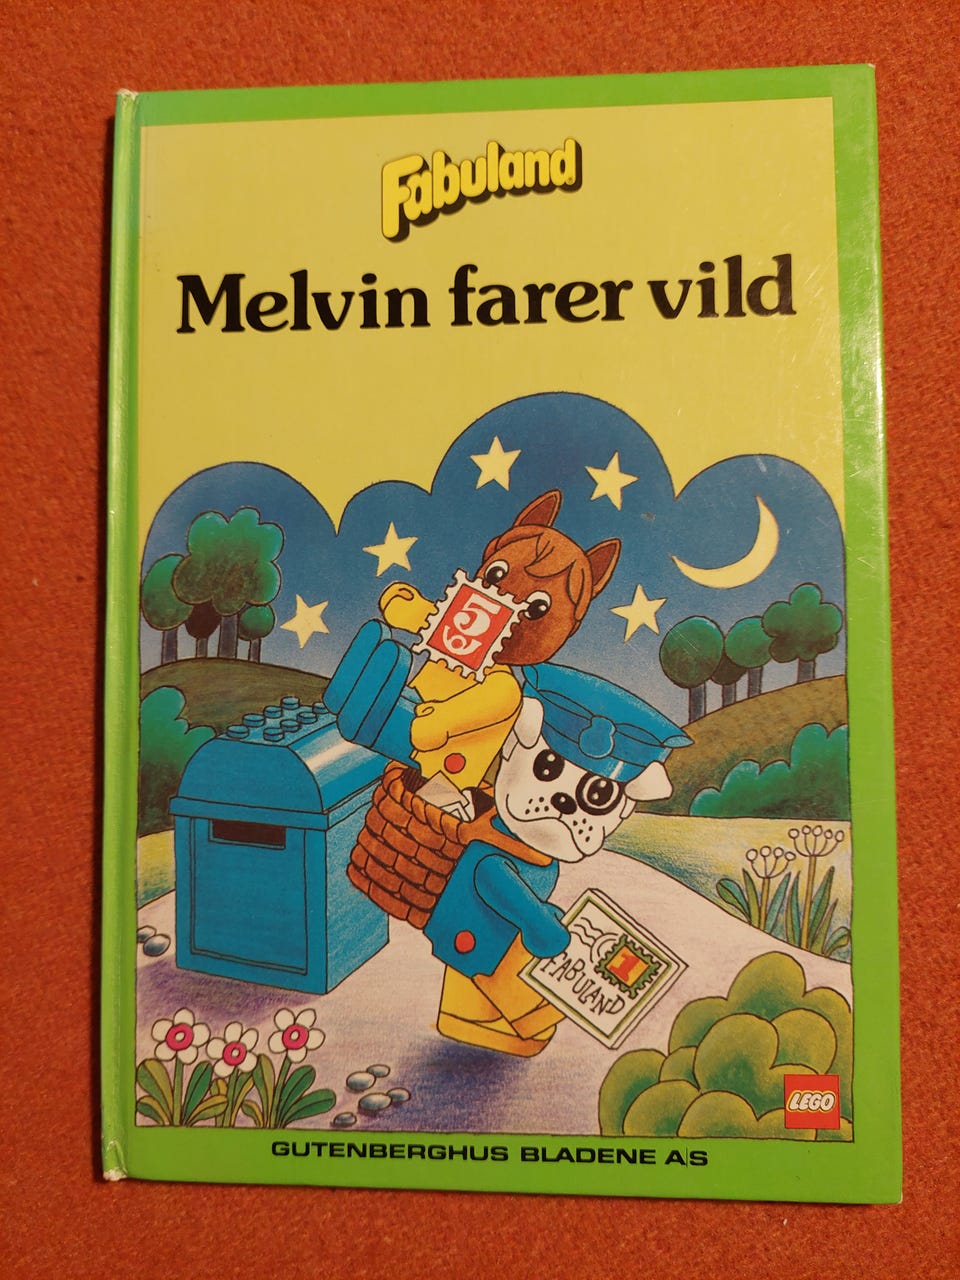 Fabuland
Melvin farer vild
5
1
FABULAND
LEGO
GUTENBERGHUS BLADENE A/S